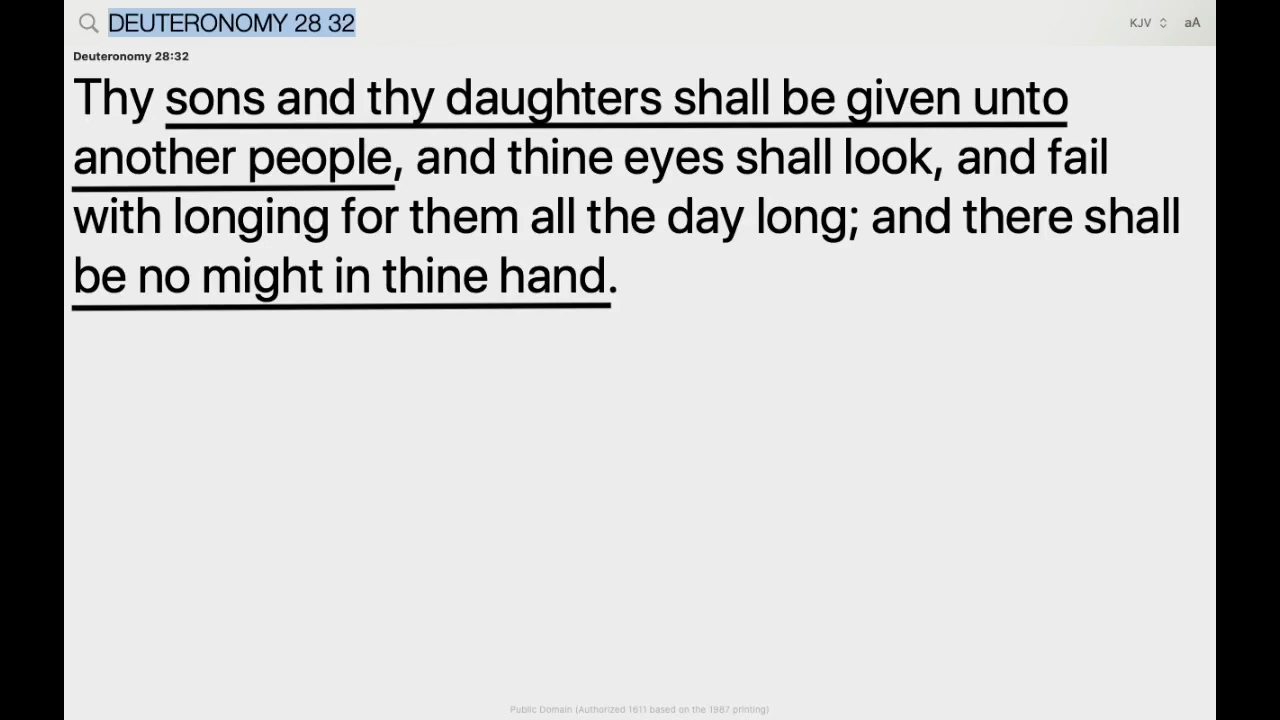 DEUTERONOMY 28 32
KJV
aA
Deuteronomy 28:32
Thy sons and thy daughters shall be given unto
another people, and thine eyes shall look, and fail
with longing for them all the day long; and there shall
be no might in thine hand.
Public Domain (Authorized 1611 based on the 1987 printing)